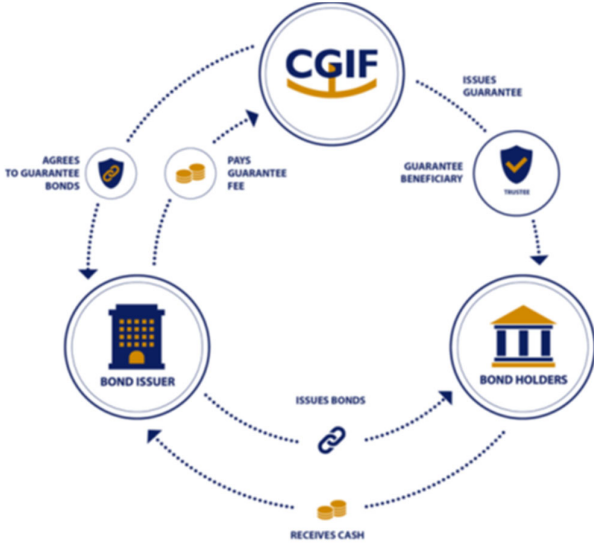 CGIF
ISSUES
GUARANTEE
AGREES
TO GUARANTEE
BONDS
PAYS
GUARANTEE
FEE
GUARANTEE
BENEFICIARY
TRUSTEE
BOND ISSUER
BOND HOLDERS
ISSUES BONDS
RECEIVES CASH